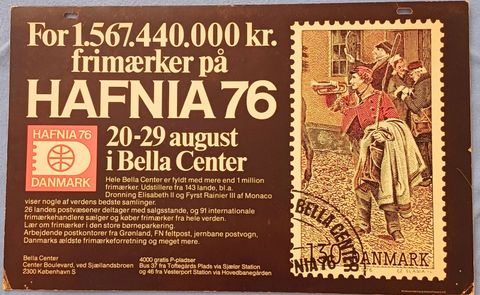 For 1.567.440.000 kr.
frimærker på
HAFNIA 76
20-29 august
i Bella Center
HAFNIA 76
DANMARK
Hele Bella Center er fyldt med mere end 1 million
frimærker. Udstillere fra 143 lande, bl.a.
Dronning Elisabeth II og Fyrst Rainier III af Monaco
viser nogle af verdens bedste samlinger.
26 landes postvæsener deltager med salgsstande, og 91 internationale
frimærkehandlere sælger og køber frimærker fra hele verden.
Lær om frimærker i den store børneparkering.
Arbejdende postkontorer fra Grønland, FN feltpost, jernbane postvogn,
Danmarks ældste frimærkeforretning og meget mere.
Bella Center
Center Boulevard, ved Sjællandsbroen
2300 København S
4000 gratis P-pladser
Bus 37 fra Toftegårds Plads via Sjælør Station
og 46 fra Vesterport Station via Hovedbanegården
BELLA CENTER
NIA 76
130 DANMARK
CZ SLANIA